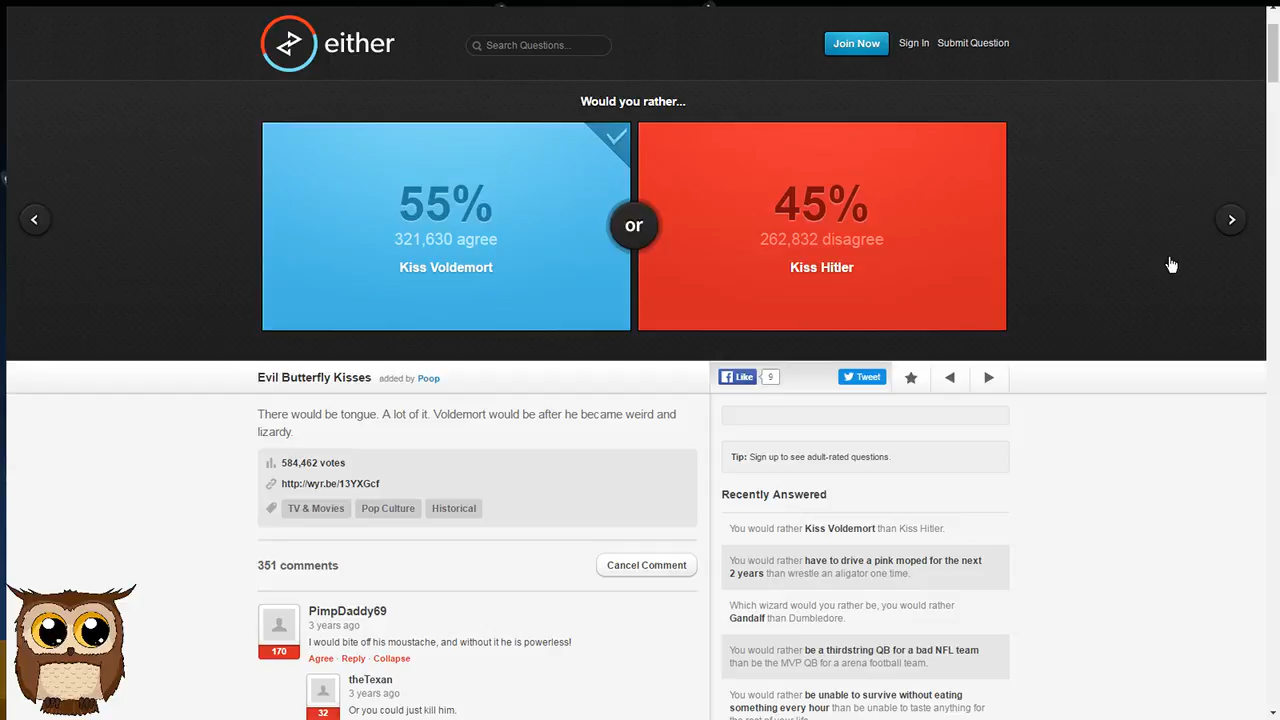 either
Search Questions...
Join Now
Sign In
Submit Question
Would you rather...
55%
321,630 agree
Kiss Voldemort
or
45%
262,832 disagree
Kiss Hitler
Evil Butterfly Kisses added by Poop
Like 9
Tweet
There would be tongue. A lot of it. Voldemort would be after he became weird and
lizardy.
584,462 votes
http://wyr.be/13YXGcf
TV & Movies
Pop Culture
Historical
351 comments
Cancel Comment
PimpDaddy69
3 years ago
I would bite off his moustache, and without it he is powerless!
170
Agree · Reply · Collapse
theTexan
3 years ago
32
Or you could just kill him.
Tip: Sign up to see adult-rated questions.
Recently Answered
You would rather Kiss Voldemort than Kiss Hitler.
You would rather have to drive a pink moped for the next
2 years than wrestle an aligator one time.
Which wizard would you rather be, you would rather
Gandalf than Dumbledore.
You would rather be a thirdstring QB for a bad NFL team
than be the MVP QB for a arena football team.
You would rather be unable to survive without eating
something every hour than be unable to taste anything for
the rest of your life.